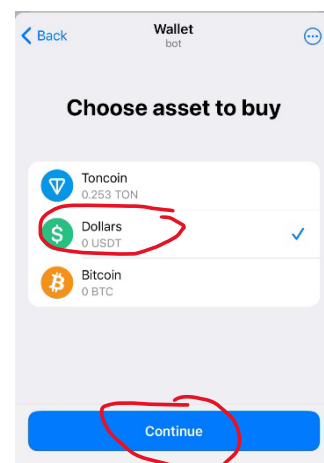 Back
Wallet
bot
Choose asset to buy
Toncoin
0.253 TON
Dollars
0 USDT
Bitcoin
0 BTC
Continue